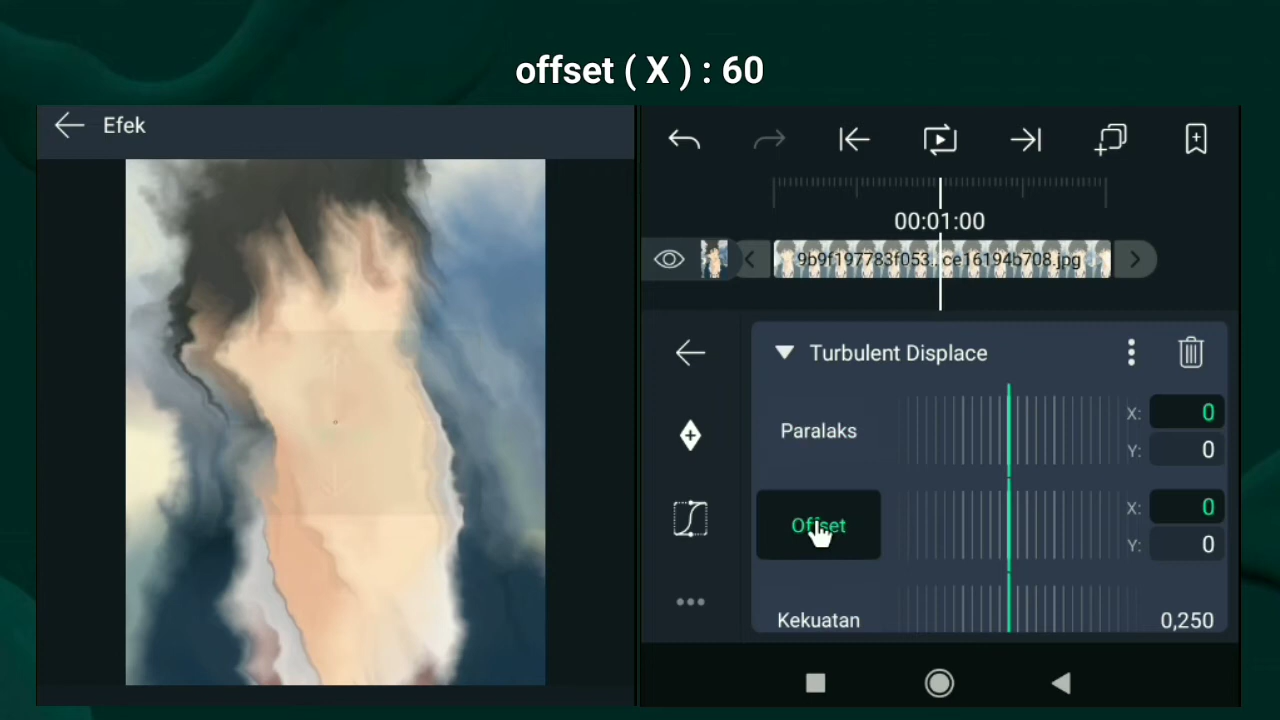 offset ( X ) : 60
Efek
00:01:00
9b9f197783f053...ce16194b708.jpg
Turbulent Displace
Paralaks
X: 0
Y: 0
Offset
X: 0
Y: 0
Kekuatan
0,250